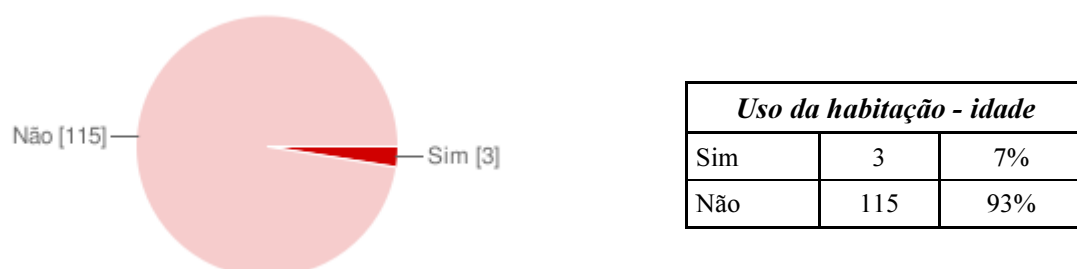 Não [115]
Sim [3]
Uso da habitação - idade
Sim 3 7%
Não 115 93%